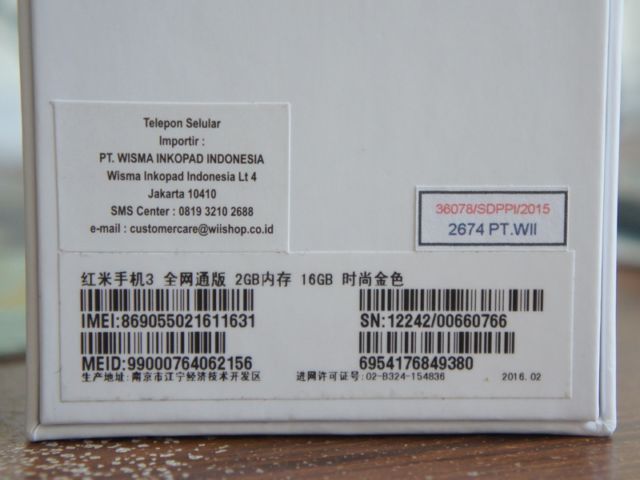 Telepon Selular
Importir :
PT. WISMA INKOPAD INDONESIA
Wisma Inkopad Indonesia Lt 4
Jakarta 10410
SMS Center : 0819 3210 2688
e-mail : customercare@wiishop.co.id
36078/SDPPI/2015
2674 PT.WII
红米手机3 全网通版 2GB内存 16GB 时尚金色
IMEI:869055021611631
SN:12242/00660766
MEID:99000764062156
6954176849380
生产地址:南京市江宁经济技术开发区
进网许可证号:02-B324-154836
2016.02